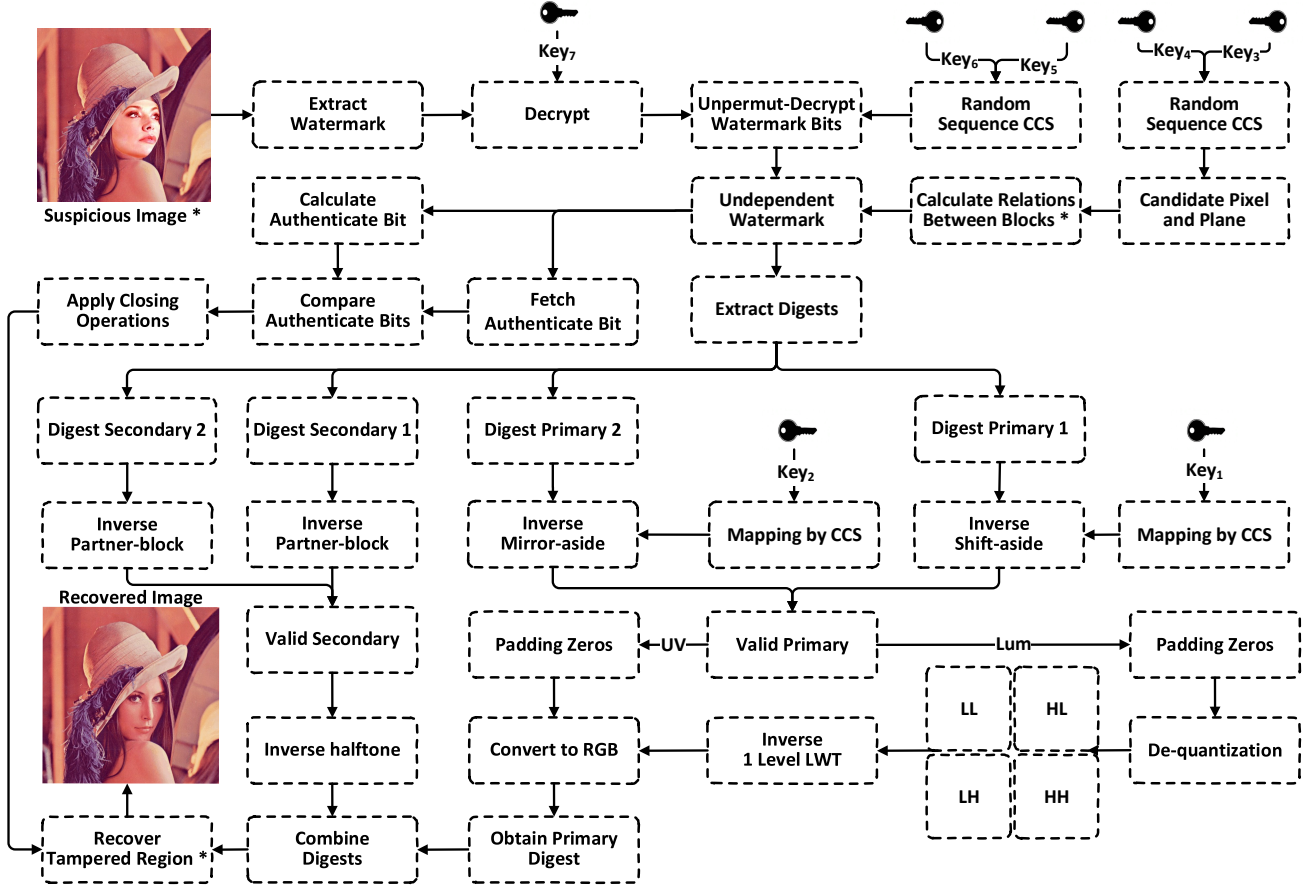 Key7
Key6
Key5
Key4
Key3
Extract
Watermark
Decrypt
Unpermut-Decrypt
Watermark Bits
Random
Sequence CCS
Random
Sequence CCS
Suspicious Image *
Calculate
Authenticate Bit
Undependent
Watermark
Calculate Relations
Between Blocks *
Candidate Pixel
and Plane
Apply Closing
Operations
Compare
Authenticate Bits
Fetch
Authenticate Bit
Extract Digests
Digest Secondary 2
Digest Secondary 1
Digest Primary 2
Digest Primary 1
Key2
Key1
Inverse
Partner-block
Inverse
Partner-block
Inverse
Mirror-aside
Mapping by CCS
Inverse
Shift-aside
Mapping by CCS
Recovered Image
Valid Secondary
Padding Zeros
UV
Valid Primary
Lum
Padding Zeros
Inverse halftone
Convert to RGB
Inverse
1 Level LWT
LL
HL
LH
HH
De-quantization
Recover
Tampered Region *
Combine
Digests
Obtain Primary
Digest